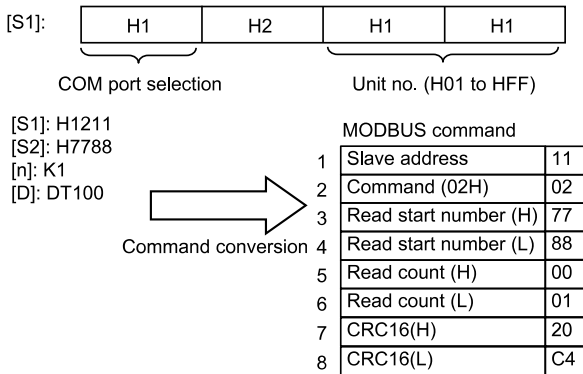 [S1]: H1 H2 H1 H1
COM port selection Unit no. (H01 to HFF)
[S1]: H1211
[S2]: H7788
[n]: K1
[D]: DT100
Command conversion
MODBUS command
1 Slave address 11
2 Command (02H) 02
3 Read start number (H) 77
4 Read start number (L) 88
5 Read count (H) 00
6 Read count (L) 01
7 CRC16(H) 20
8 CRC16(L) C4